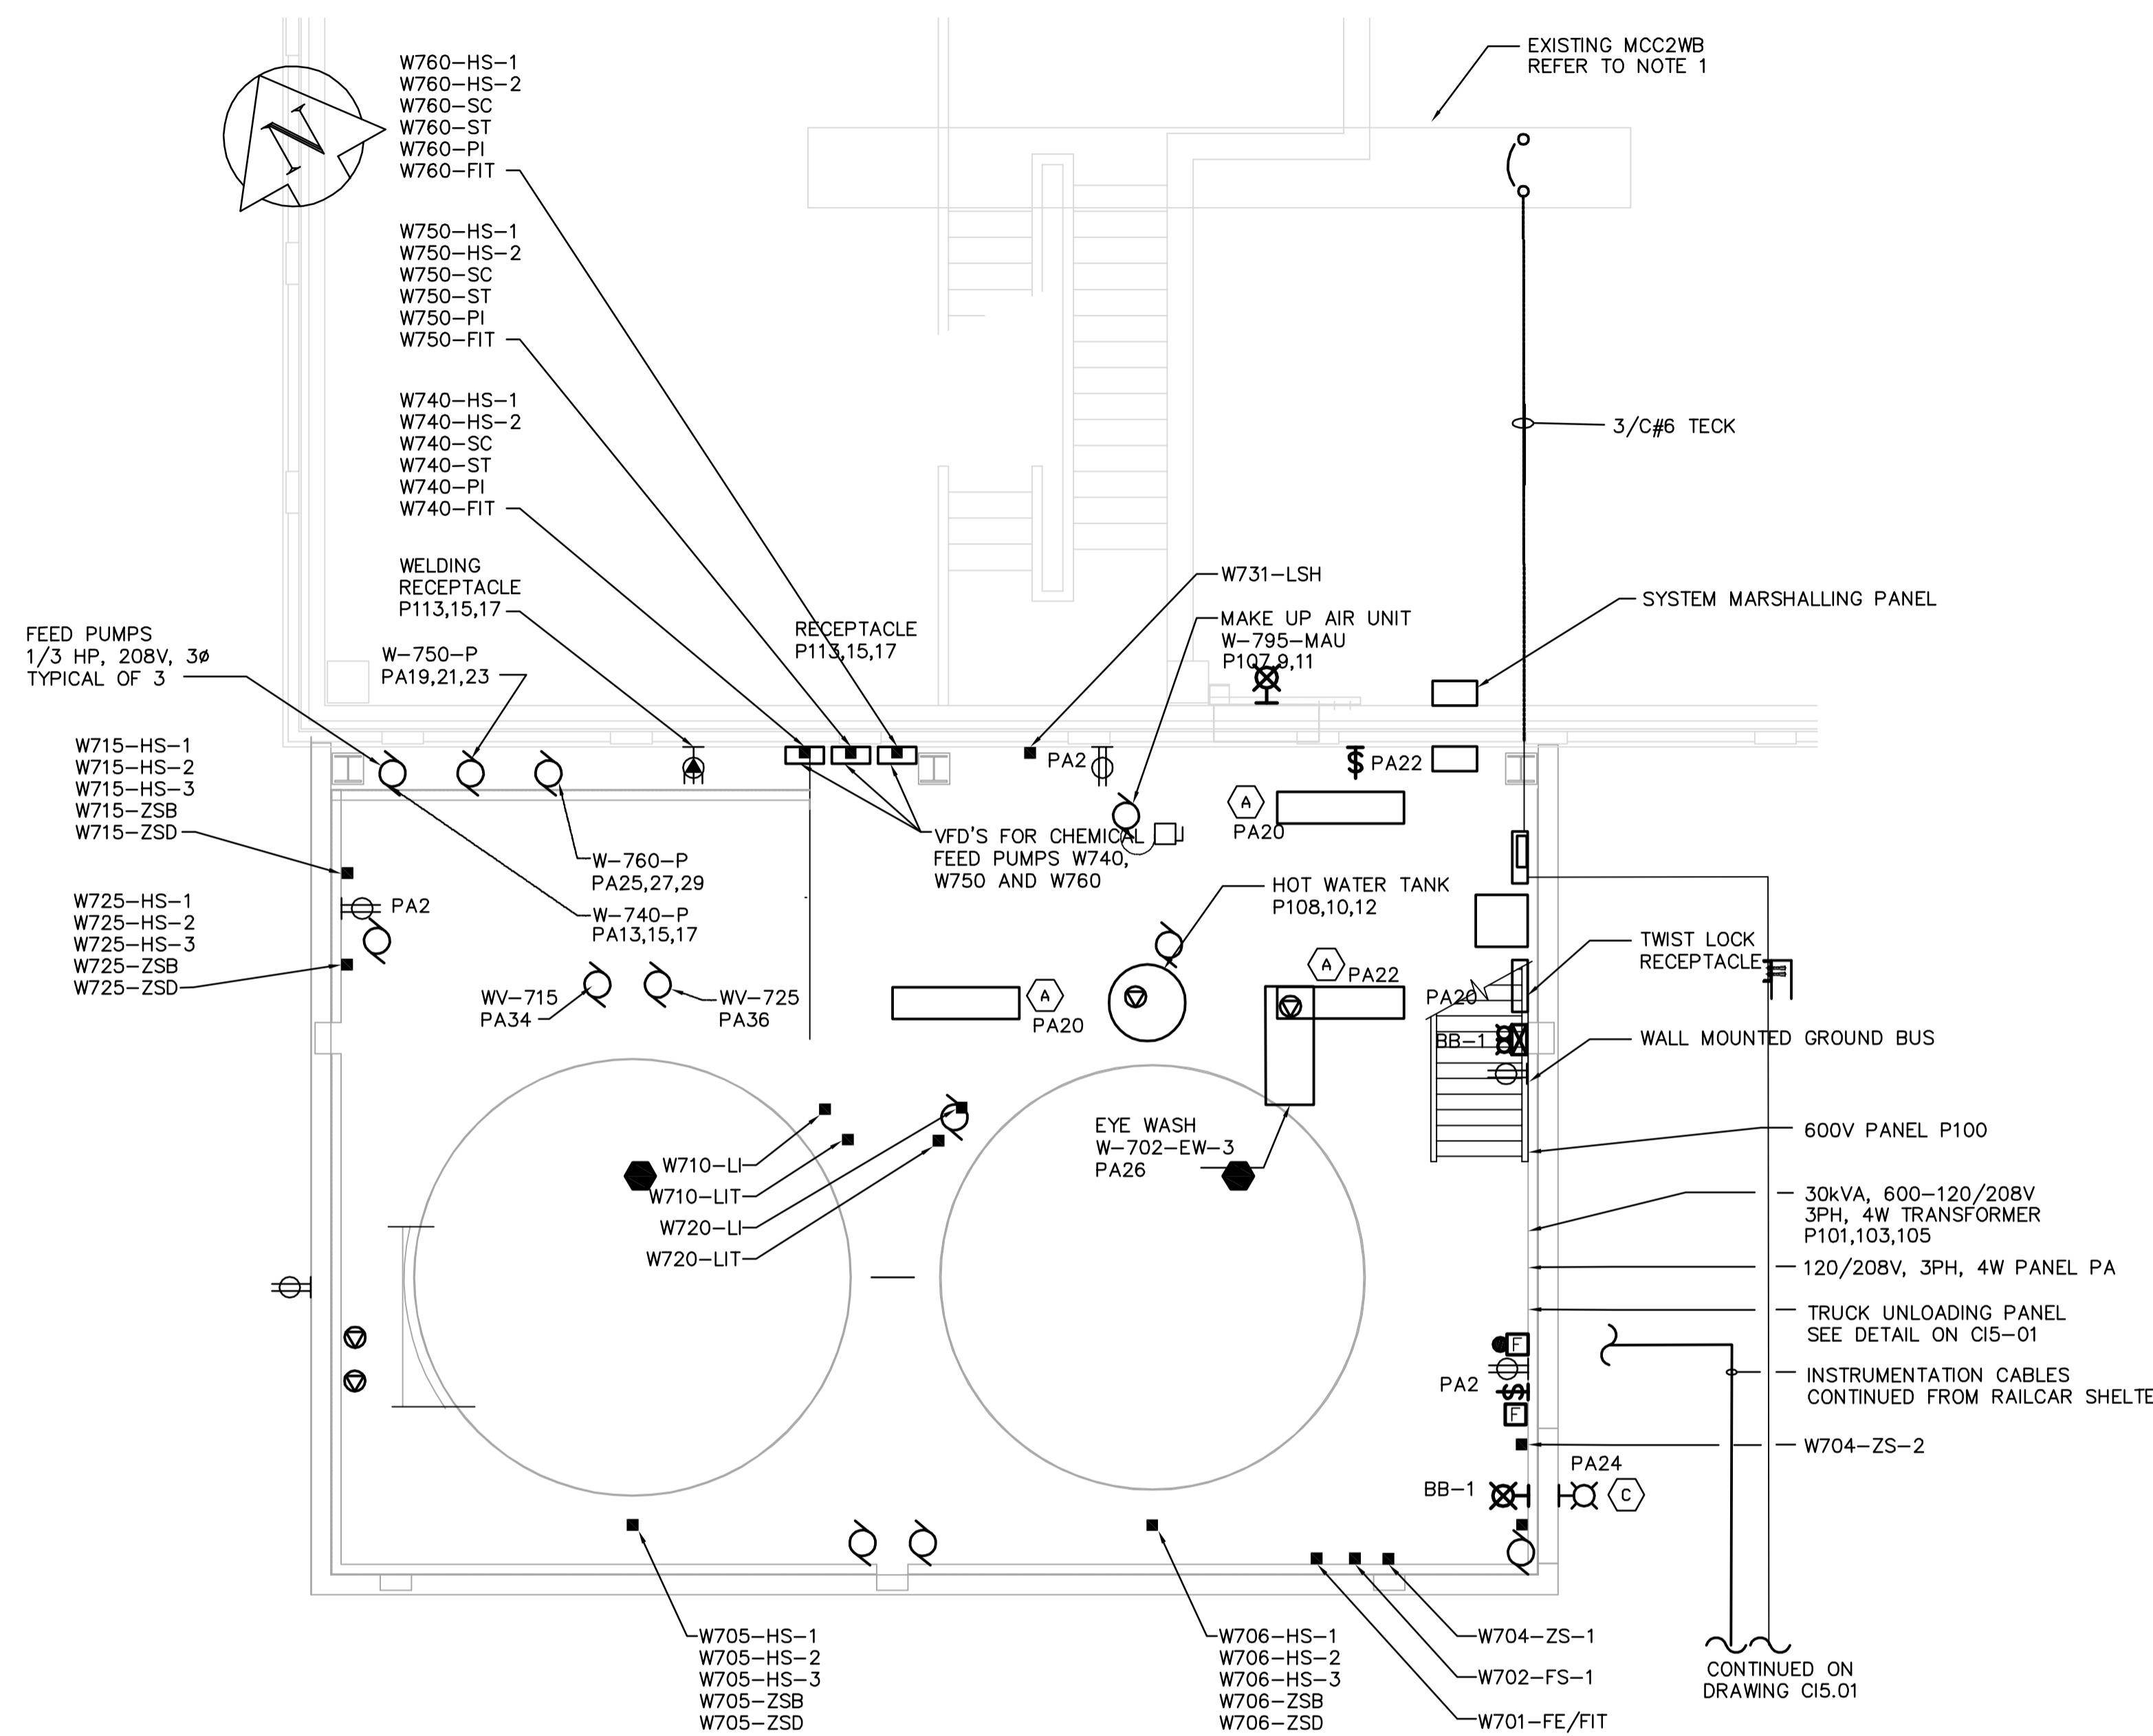 EXISTING MCC2WB
REFER TO NOTE 1
N
W760-HS-1
W760-HS-2
W760-SC
W760-ST
W760-PI
W760-FIT
W750-HS-1
W750-HS-2
W750-SC
W750-ST
W750-PI
W750-FIT
W740-HS-1
W740-HS-2
W740-SC
W740-ST
W740-PI
W740-FIT
3/C#6 TECK
WELDING
RECEPTACLE
P113,15,17
W731-LSH
SYSTEM MARSHALLING PANEL
MAKE UP AIR UNIT
W-795-MAU
P107,9,11
RECEPTACLE
P113,15,17
FEED PUMPS
1/3 HP, 208V, 3ø
TYPICAL OF 3
W-750-P
PA19,21,23
W715-HS-1
W715-HS-2
W715-HS-3
W715-ZSB
W715-ZSD
PA2
$
PA22
A
PA20
VFD'S FOR CHEMICAL
FEED PUMPS W740,
W750 AND W760
W-760-P
PA25,27,29
HOT WATER TANK
P108,10,12
W725-HS-1
W725-HS-2
W725-HS-3
W725-ZSB
W725-ZSD
PA2
W-740-P
PA13,15,17
TWIST LOCK
RECEPTACLE
WV-715
PA34
WV-725
PA36
A
PA20
A
PA22
PA20
BB-1
WALL MOUNTED GROUND BUS
EYE WASH
W-702-EW-3
PA26
600V PANEL P100
W710-LI
W710-LIT
W720-LI
W720-LIT
30kVA, 600-120/208V
3PH, 4W TRANSFORMER
P101,103,105
120/208V, 3PH, 4W PANEL PA
TRUCK UNLOADING PANEL
SEE DETAIL ON CI5-01
F
PA2
$
F
INSTRUMENTATION CABLES
CONTINUED FROM RAILCAR SHELTE
W704-ZS-2
PA24
BB-1
C
W705-HS-1
W705-HS-2
W705-HS-3
W705-ZSB
W705-ZSD
W706-HS-1
W706-HS-2
W706-HS-3
W706-ZSB
W706-ZSD
W704-ZS-1
W702-FS-1
W701-FE/FIT
CONTINUED ON
DRAWING CI5.01